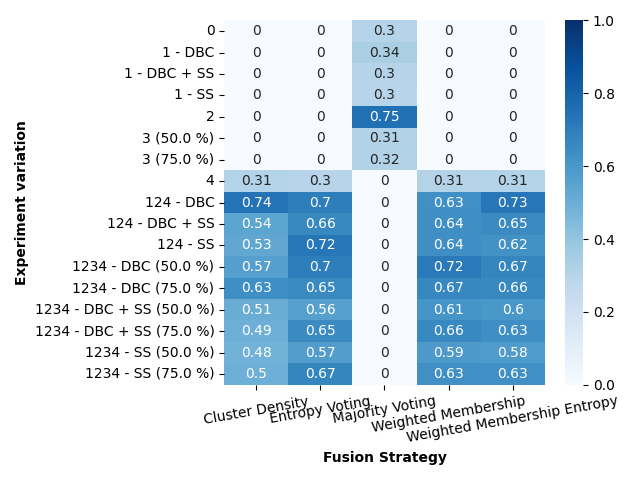 0 0 0 0.3 0 0 1.0
1 - DBC 0 0 0.34 0 0
1 - DBC + SS 0 0 0.3 0 0
1 - SS 0 0 0.3 0 0 0.8
2 0 0 0.75 0 0
3 (50.0 %) 0 0 0.31 0 0
3 (75.0 %) 0 0 0.32 0 0 0.6
4 0.31 0.3 0 0.31 0.31
124 - DBC 0.74 0.7 0 0.63 0.73
124 - DBC + SS 0.54 0.66 0 0.64 0.65 0.4
124 - SS 0.53 0.72 0 0.64 0.62
1234 - DBC (50.0 %) 0.57 0.7 0 0.72 0.67
1234 - DBC (75.0 %) 0.63 0.65 0 0.67 0.66
1234 - DBC + SS (50.0 %) 0.51 0.56 0 0.61 0.6 0.2
1234 - DBC + SS (75.0 %) 0.49 0.65 0 0.66 0.63
1234 - SS (50.0 %) 0.48 0.57 0 0.59 0.58
1234 - SS (75.0 %) 0.5 0.67 0 0.63 0.63 0.0
Experiment variation
Cluster Density
Entropy Voting
Majority Voting
Weighted Membership
Weighted Membership Entropy
Fusion Strategy